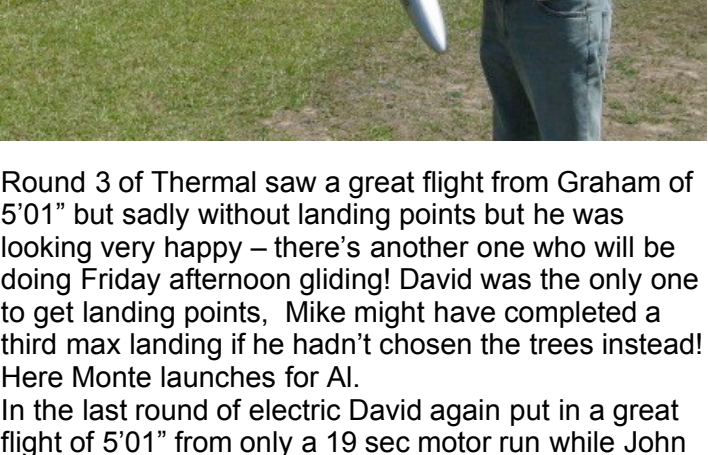 Round 3 of Thermal saw a great flight from Graham of
5’01” but sadly without landing points but he was
looking very happy – there’s another one who will be
doing Friday afternoon gliding! David was the only one
to get landing points,  Mike might have completed a
third max landing if he hadn’t chosen the trees instead!
Here Monte launches for Al.
In the last round of electric David again put in a great
flight of 5’01” from only a 19 sec motor run while John